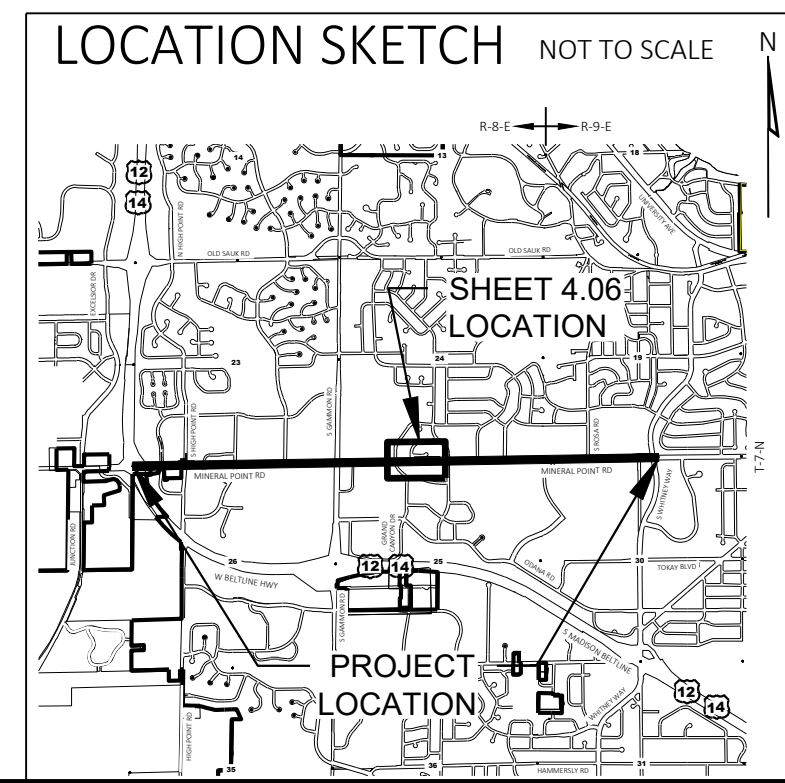 LOCATION SKETCH NOT TO SCALE
N
R-8-E R-9-E
12
14
14
13
18
N HIGH POINT RD
UNIVERSITY AVE
OLD SAUK RD
OLD SAUK RD
EXCELSIOR DR
SHEET 4.06
LOCATION
23
24
19
S GAMMON RD
S HIGH POINT RD
S ROSA RD
MINERAL POINT RD
MINERAL POINT RD
T-7-N
S WHITNEY WAY
JUNCTION RD
GRAND
CANYON DR
26
12
14
25
ODANA RD
30
TOKAY BLVD
W BELTLINE HWY
S GAMMON RD
S MADISON BELTLINE
PROJECT
LOCATION
12
14
WHITNEY WAY
HIGH POINT RD
35
36
31
HAMMERSLY RD